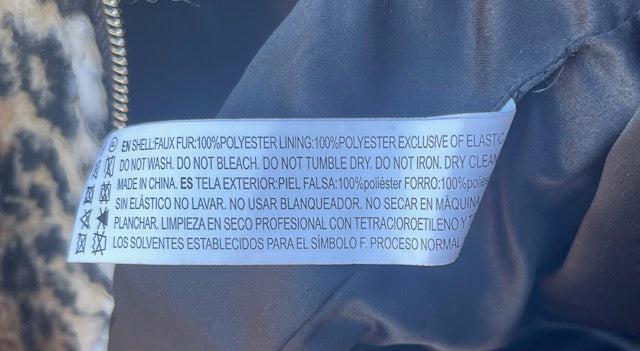 EN SHELL:FAUX FUR:100%POLYESTER LINING:100%POLYESTER EXCLUSIVE OF ELASTIC
DO NOT WASH. DO NOT BLEACH. DO NOT TUMBLE DRY. DO NOT IRON. DRY CLEAN
MADE IN CHINA. ES TELA EXTERIOR:PIEL FALSA:100%poliéster FORRO:100%poliés
SIN ELÁSTICO NO LAVAR. NO USAR BLANQUEADOR. NO SECAR EN MÁQUINA
PLANCHAR. LIMPIEZA EN SECO PROFESIONAL CON TETRACIOROETILENO Y T
LOS SOLVENTES ESTABLECIDOS PARA EL SÍMBOLO F. PROCESO NORMAL